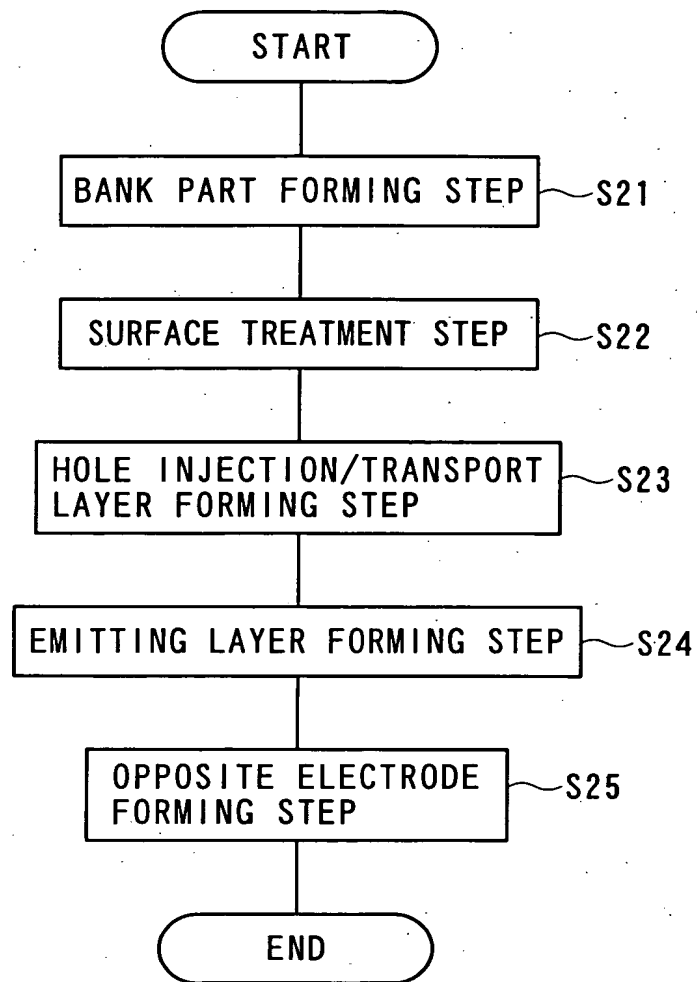 START
BANK PART FORMING STEP
S21
SURFACE TREATMENT STEP
S22
HOLE INJECTION/TRANSPORT
LAYER FORMING STEP
S23
EMITTING LAYER FORMING STEP
S24
OPPOSITE ELECTRODE
FORMING STEP
S25
END